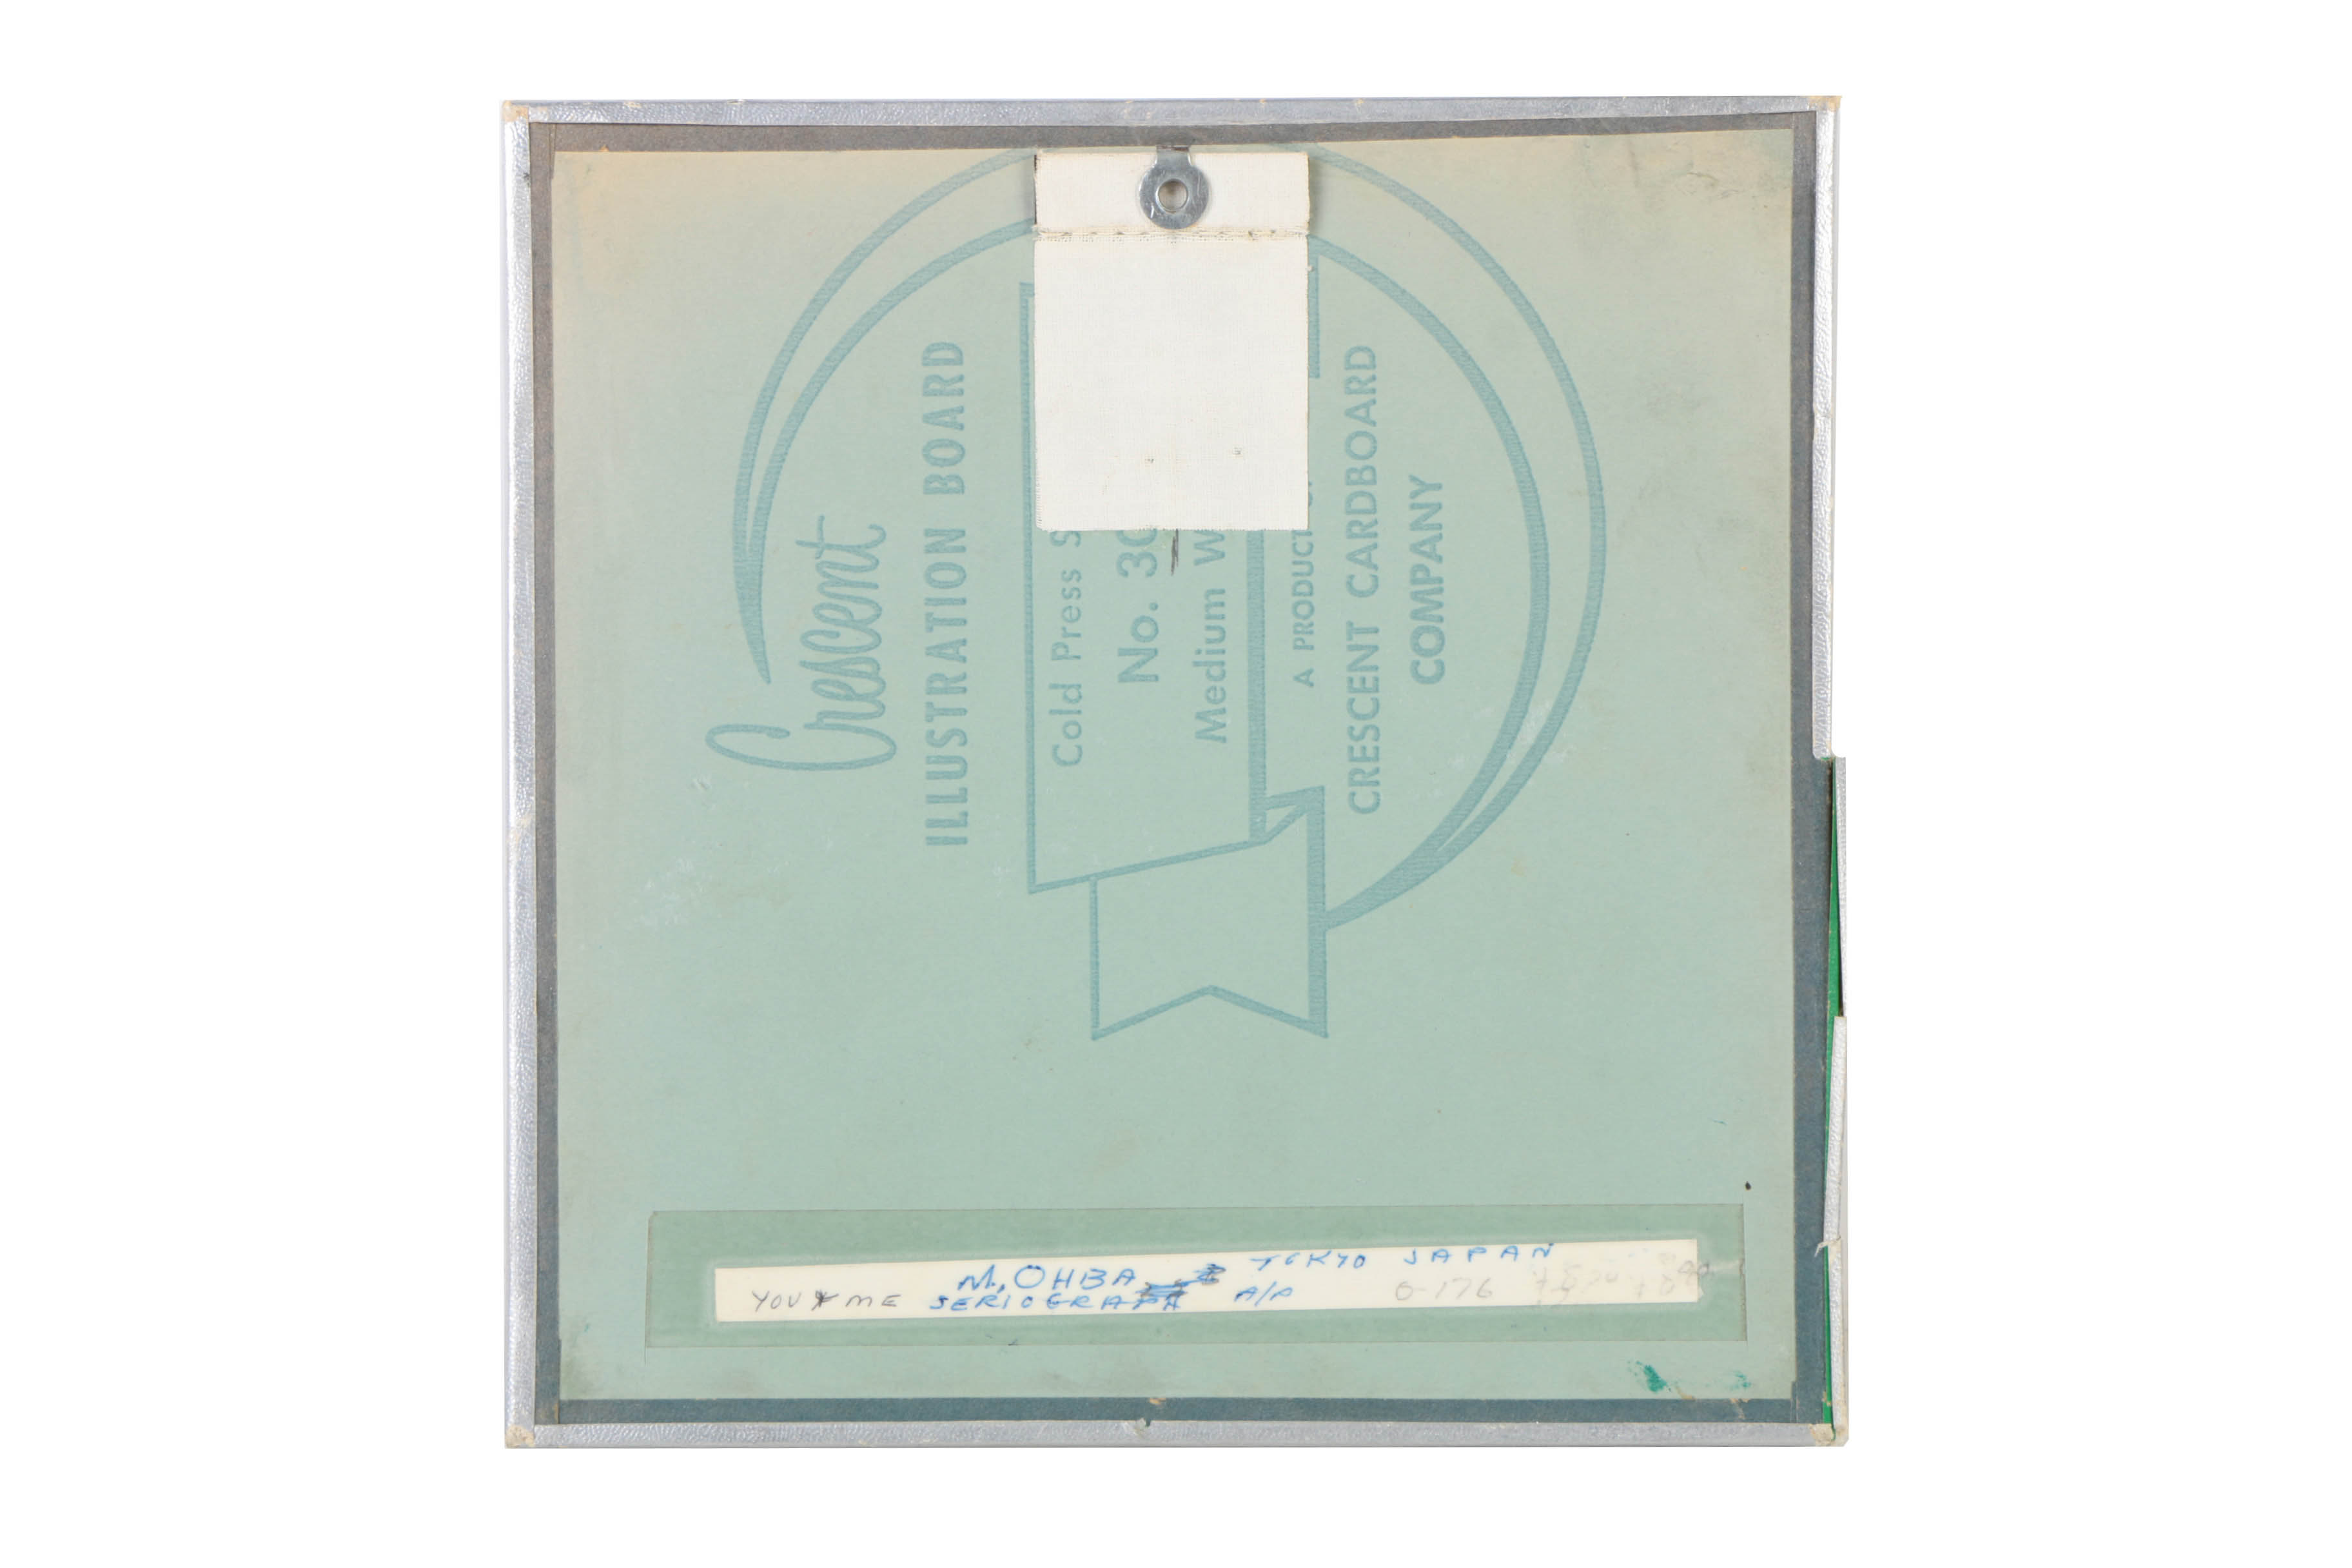 Crescent
ILLUSTRATION BOARD
Cold Press
No. 30
Medium W
A PRODUCT
CRESCENT CARDBOARD
COMPANY
M. OHBA TOKYO JAPAN
YOU & ME SERIOGRAPH A/P 0-176